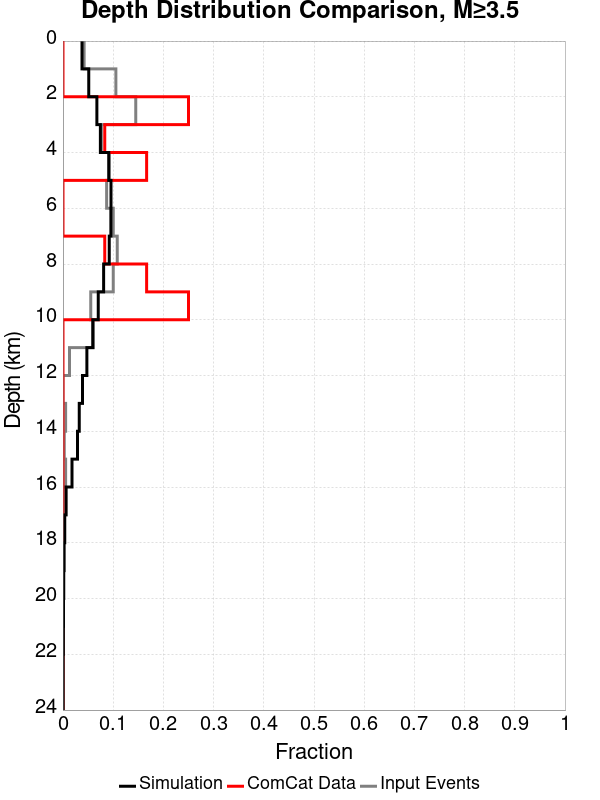 Depth Distribution Comparison, M≥3.5
0
2
4
6
8
10
12
14
16
18
20
22
24
Depth (km)
0 0.1 0.2 0.3 0.4 0.5 0.6 0.7 0.8 0.9 1
Fraction
Simulation ComCat Data Input Events